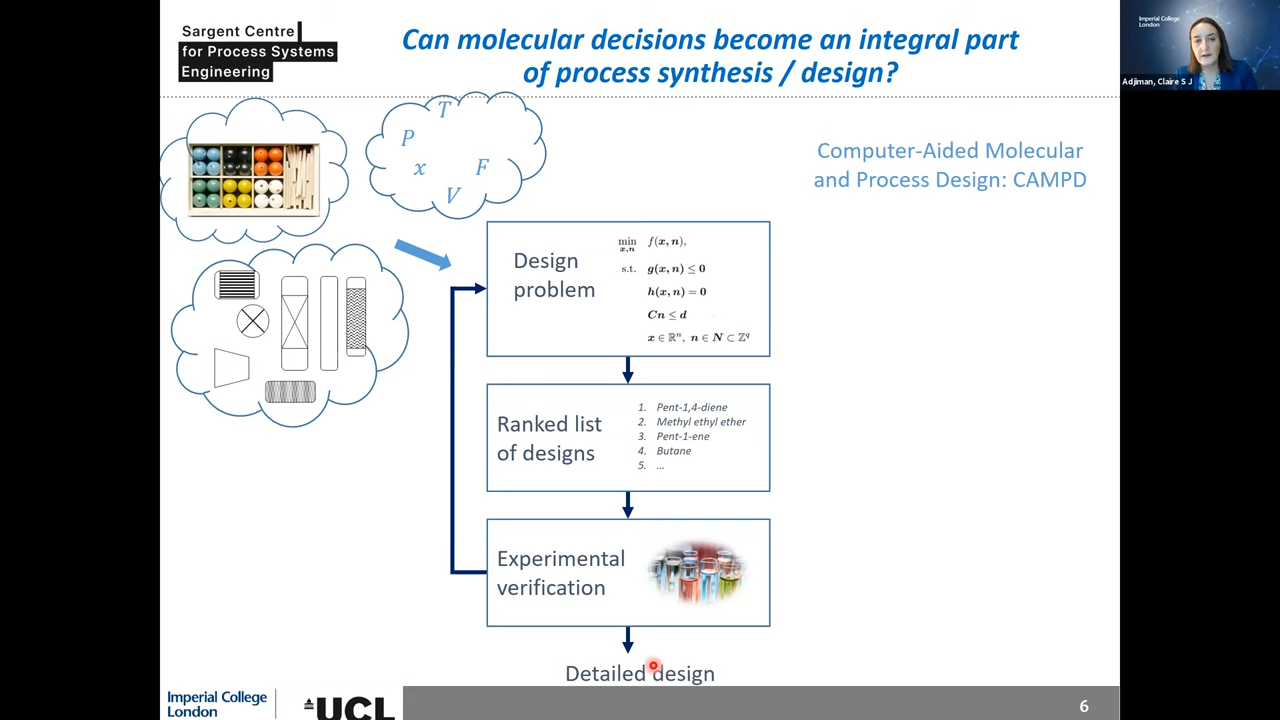 Sargent Centre
for Process Systems
Engineering
Can molecular decisions become an integral part
of process synthesis / design?
Imperial College
London
Adjiman, Claire S J
T
P
x
F
V
Computer-Aided Molecular
and Process Design: CAMPD
Design
problem
min f(x, n),
x,n
s.t. g(x, n) ≤ 0
h(x, n) = 0
Cn ≤ d
x ∈ ℝⁿ, n ∈ N ⊂ ℤ^q
Ranked list
of designs
1. Pent-1,4-diene
2. Methyl ethyl ether
3. Pent-1-ene
4. Butane
5. ...
Experimental
verification
Detailed design
Imperial College
London
UCL
6